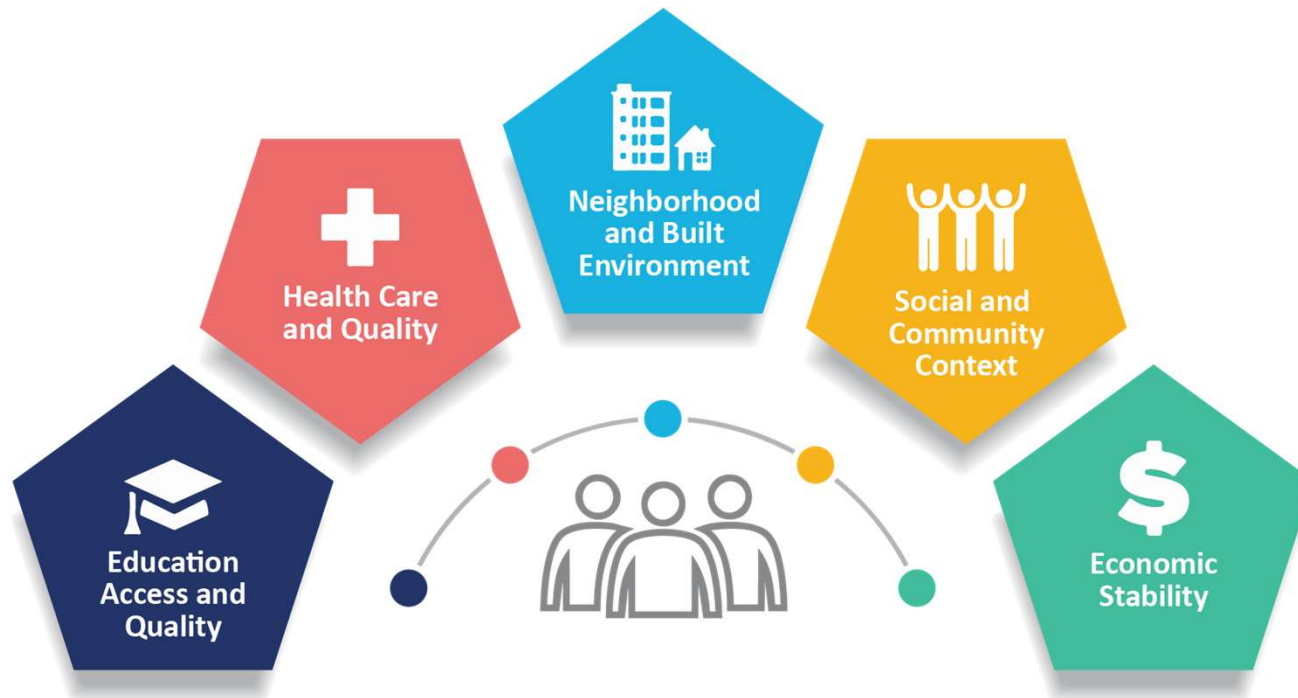 Education
Access and
Quality
Health Care
and Quality
Neighborhood
and Built
Environment
Social and
Community
Context
$
Economic
Stability